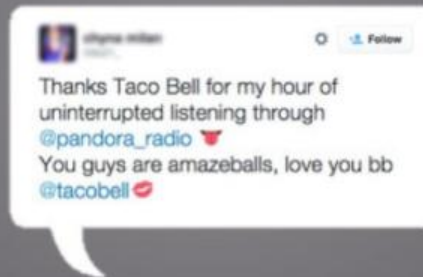 Follow
Thanks Taco Bell for my hour of
uninterrupted listening through
@pandora_radio
You guys are amazeballs, love you bb
@tacobell